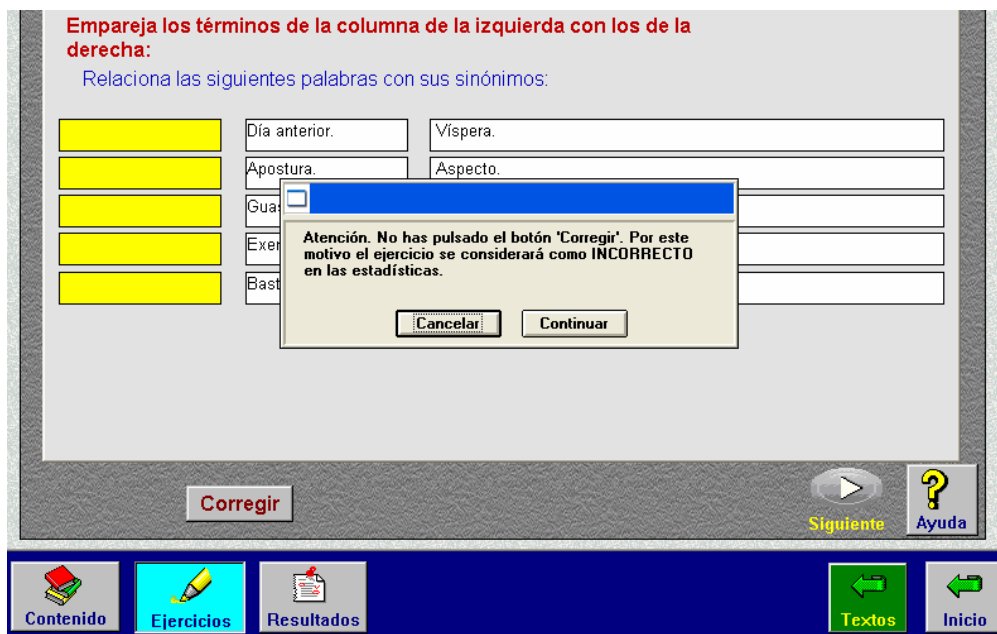 Empareja los términos de la columna de la izquierda con los de la
derecha:
Relaciona las siguientes palabras con sus sinónimos:
Día anterior. Víspera.
Apostura. Aspecto.
Atención. No has pulsado el botón 'Corregir'. Por este
motivo el ejercicio se considerará como INCORRECTO
en las estadísticas.
Cancelar Continuar
Corregir
Siguiente
Ayuda
Contenido
Ejercicios
Resultados
Textos
Inicio